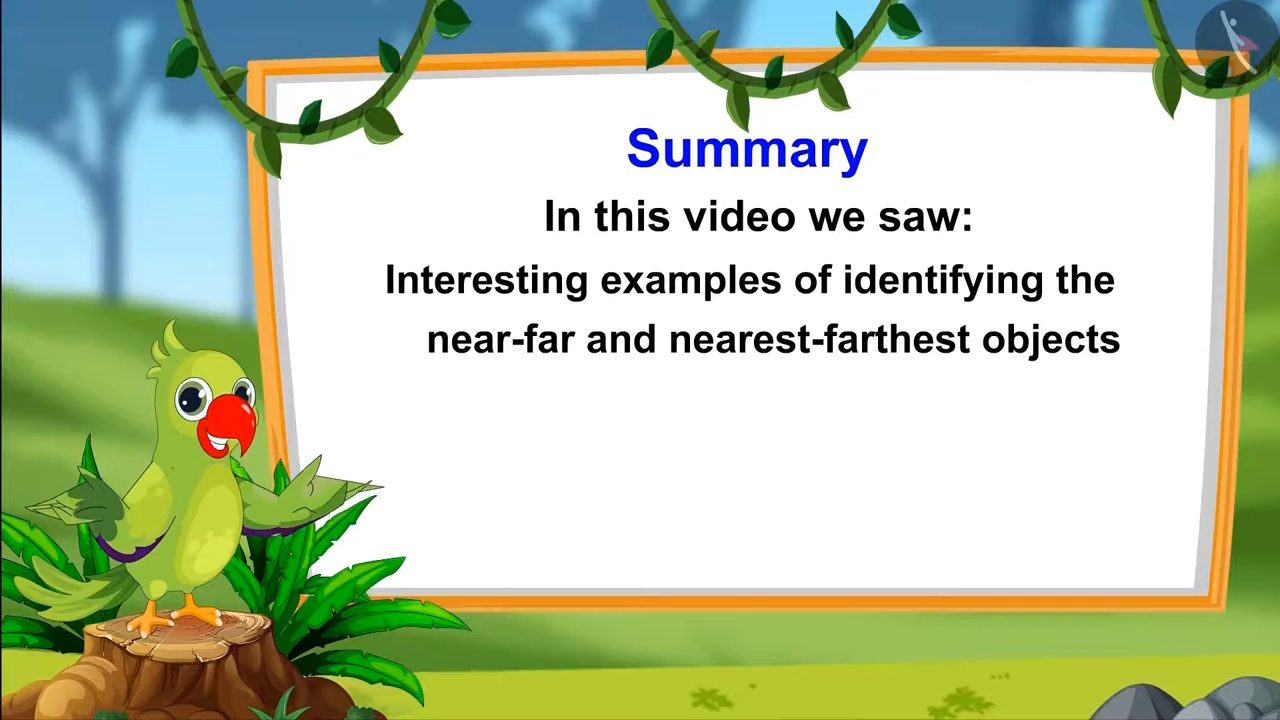 Summary
In this video we saw:
Interesting examples of identifying the
near-far and nearest-farthest objects